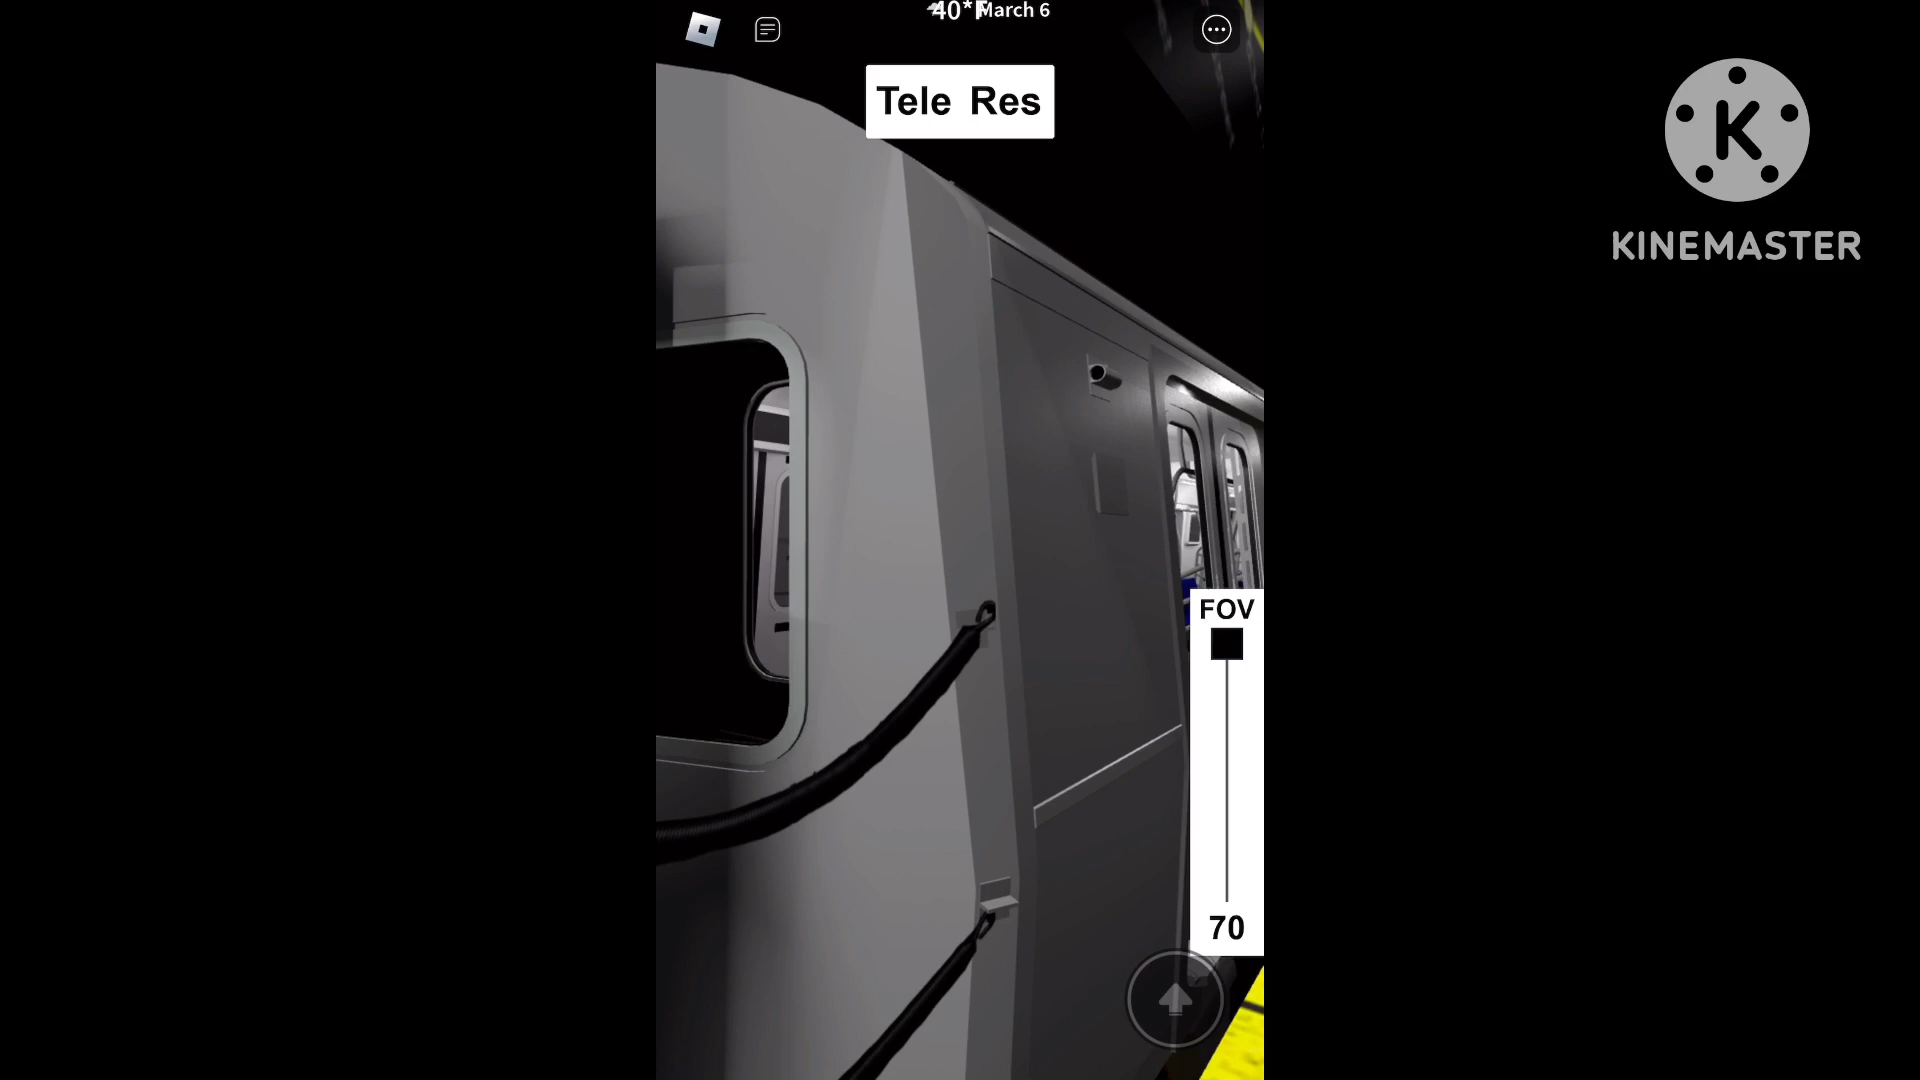 40°F March 6
Tele Res
K
KINEMASTER
FOV
70